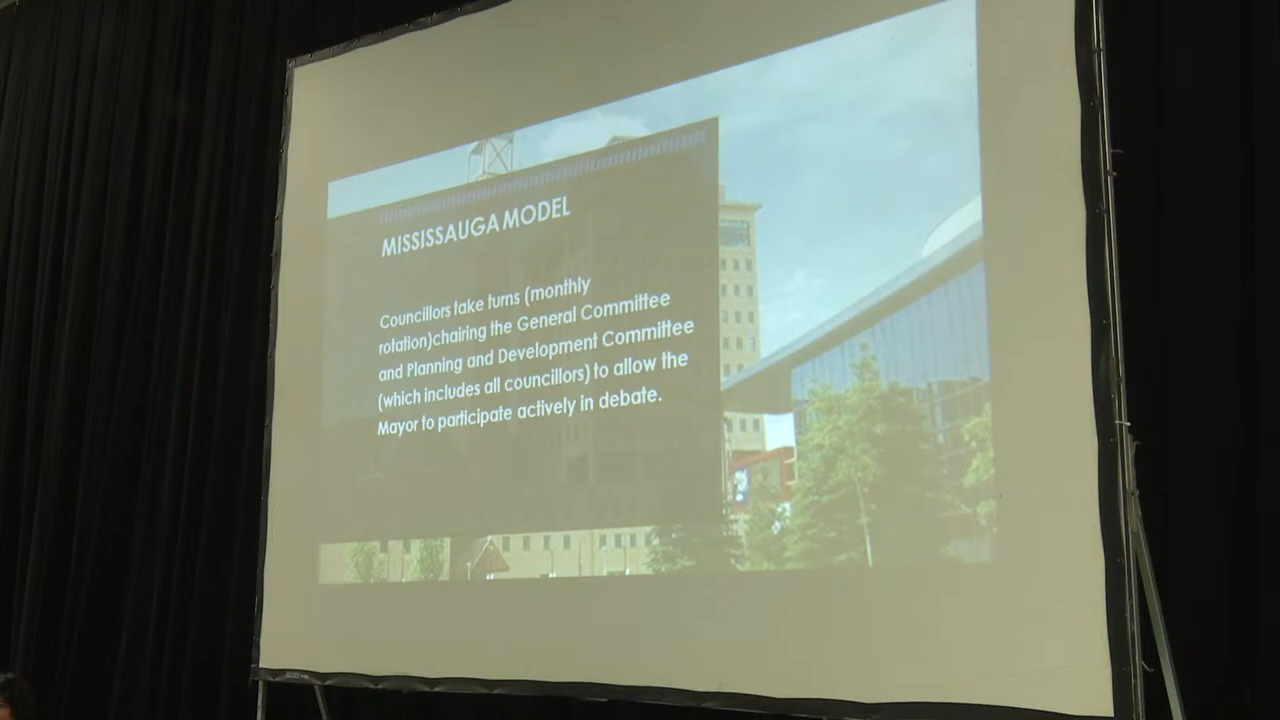 MISSISSAUGA MODEL
Councillors take turns (monthly
rotation)chairing the General Committee
and Planning and Development Committee
(which includes all councillors) to allow the
Mayor to participate actively in debate.